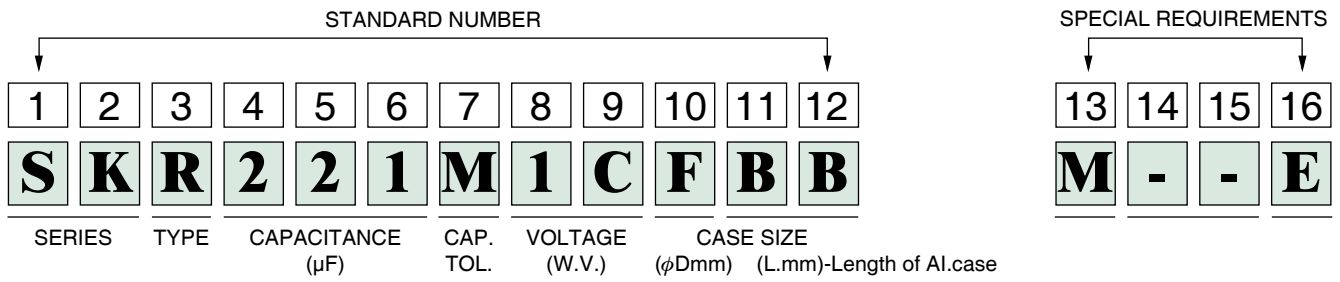 STANDARD NUMBER SPECIAL REQUIREMENTS
1 2 3 4 5 6 7 8 9 10 11 12 13 14 15 16
S K R 2 2 1 M 1 C F B B M - - E
SERIES TYPE CAPACITANCE CAP. VOLTAGE CASE SIZE
(µF) TOL. (W.V.) (ϕDmm) (L.mm)-Length of Al.case